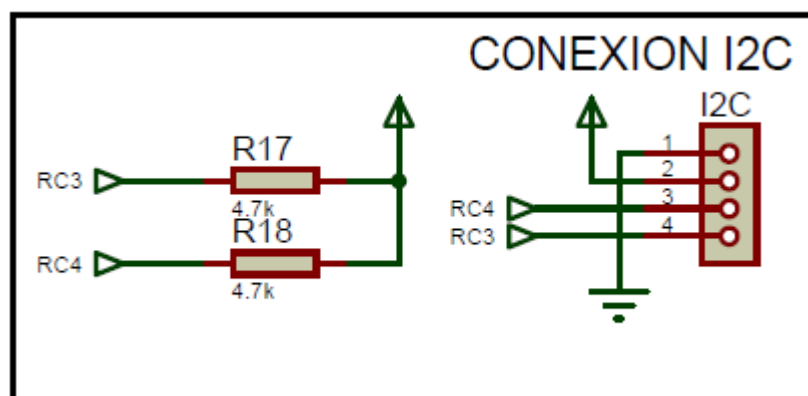 CONEXION I2C
I2C
R17
RC3
4.7k
R18
RC4
4.7k
1
2
RC4
3
RC3
4